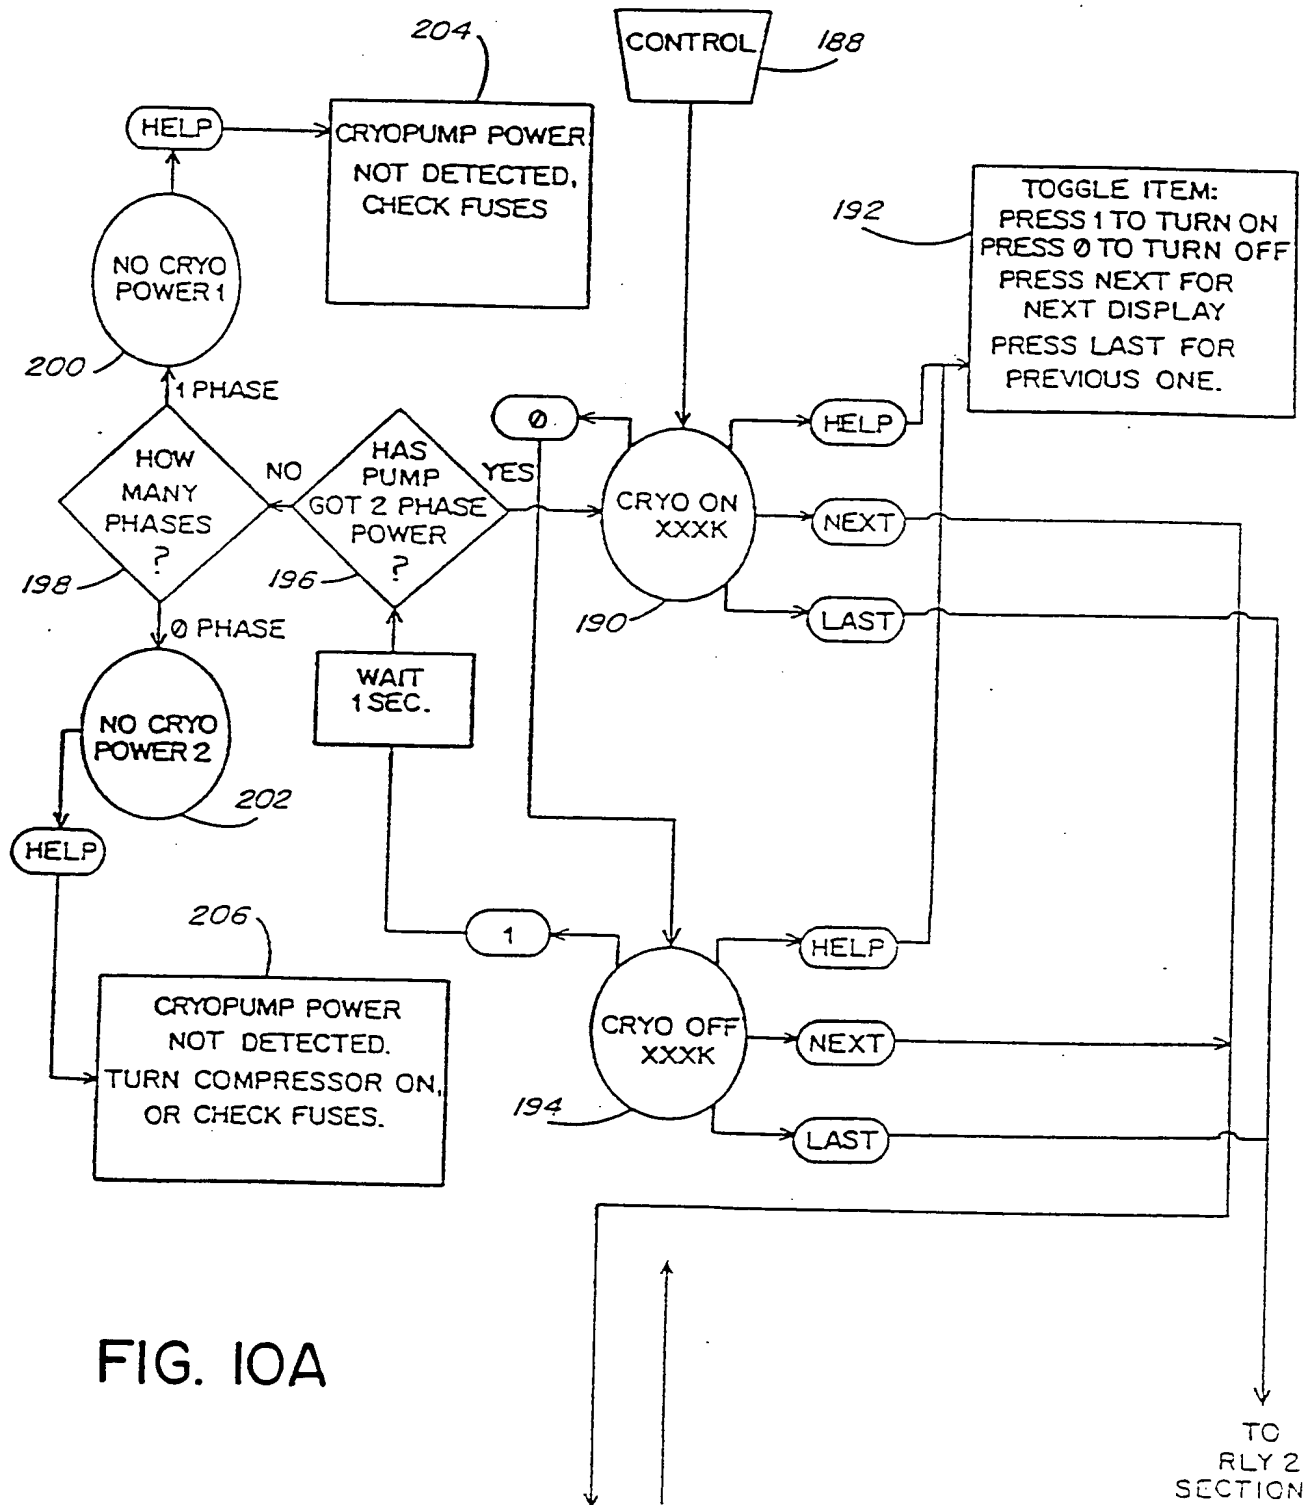 204
CONTROL
188
HELP
CRYOPUMP POWER
NOT DETECTED,
CHECK FUSES
192
TOGGLE ITEM:
PRESS 1 TO TURN ON
PRESS 0 TO TURN OFF
PRESS NEXT FOR
NEXT DISPLAY
PRESS LAST FOR
PREVIOUS ONE.
NO CRYO
POWER 1
200
1 PHASE
0
HELP
HOW
MANY
PHASES
?
198
NO
HAS
PUMP
GOT 2 PHASE
POWER
?
196
YES
CRYO ON
XXXK
190
NEXT
LAST
0 PHASE
WAIT
1 SEC.
NO CRYO
POWER 2
202
HELP
206
1
HELP
CRYOPUMP POWER
NOT DETECTED.
TURN COMPRESSOR ON,
OR CHECK FUSES.
CRYO OFF
XXXK
194
NEXT
LAST
FIG. 10A
TO
RLY 2
SECTION